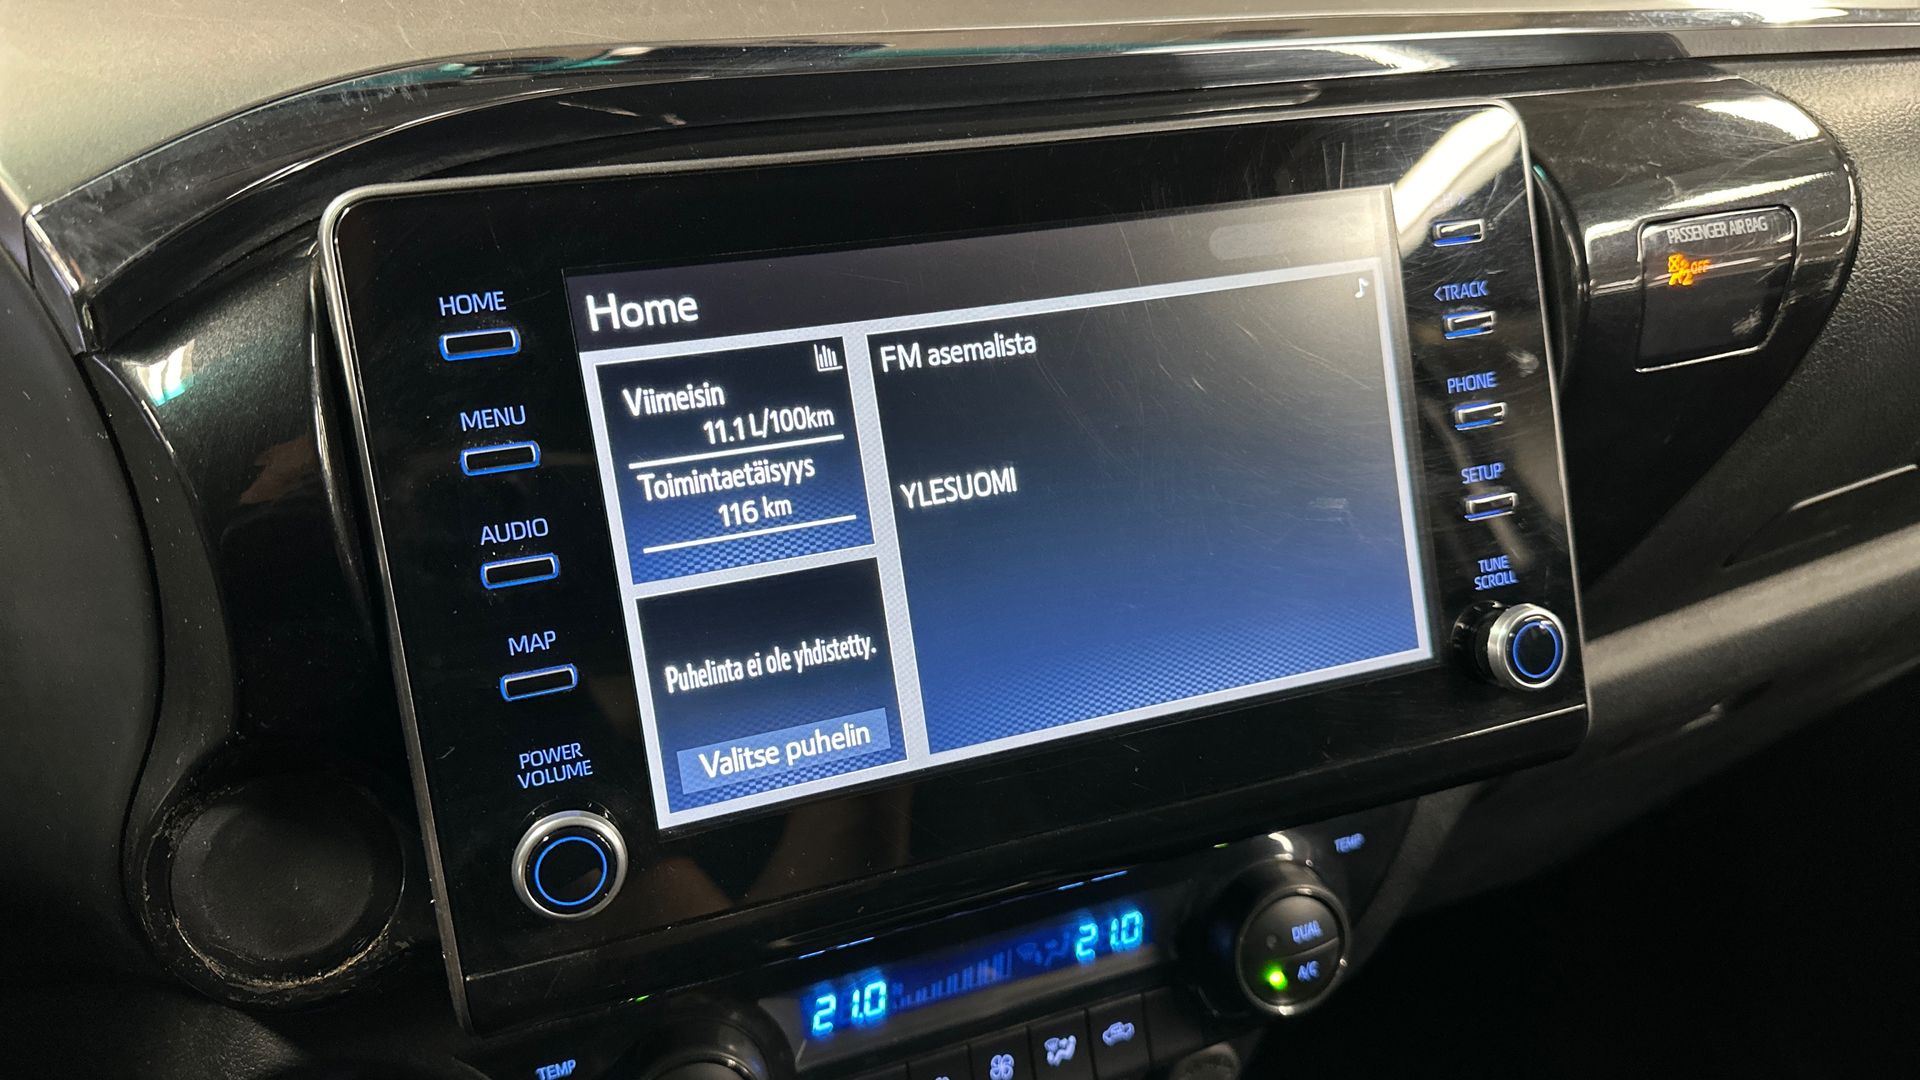 HOME
MENU
AUDIO
MAP
POWER
VOLUME
Home
Viimeisin
11.1 L/100km
Toimintaetäisyys
116 km
Puhelinta ei ole yhdistetty.
Valitse puhelin
FM asemalista
YLESUOMI
<TRACK
PHONE
SETUP
TUNE
SCROLL
PASSENGER AIR BAG
OFF
TEMP
21.0
21.0
TEMP
DUAL
A/C